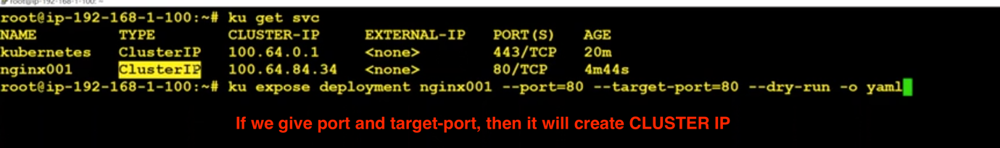 root@ip-192-168-1-100: ~
root@ip-192-168-1-100:~# ku get svc
NAME TYPE CLUSTER-IP EXTERNAL-IP PORT(S) AGE
kubernetes ClusterIP 100.64.0.1 <none> 443/TCP 20m
nginx001 ClusterIP 100.64.84.34 <none> 80/TCP 4m44s
root@ip-192-168-1-100:~# ku expose deployment nginx001 --port=80 --target-port=80 --dry-run -o yaml
If we give port and target-port, then it will create CLUSTER IP